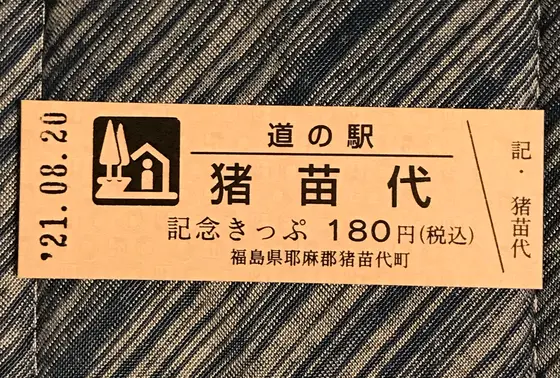 '21.08.20
道の駅
猪苗代
記念きっぷ 180円(税込)
福島県耶麻郡猪苗代町
記・猪苗代